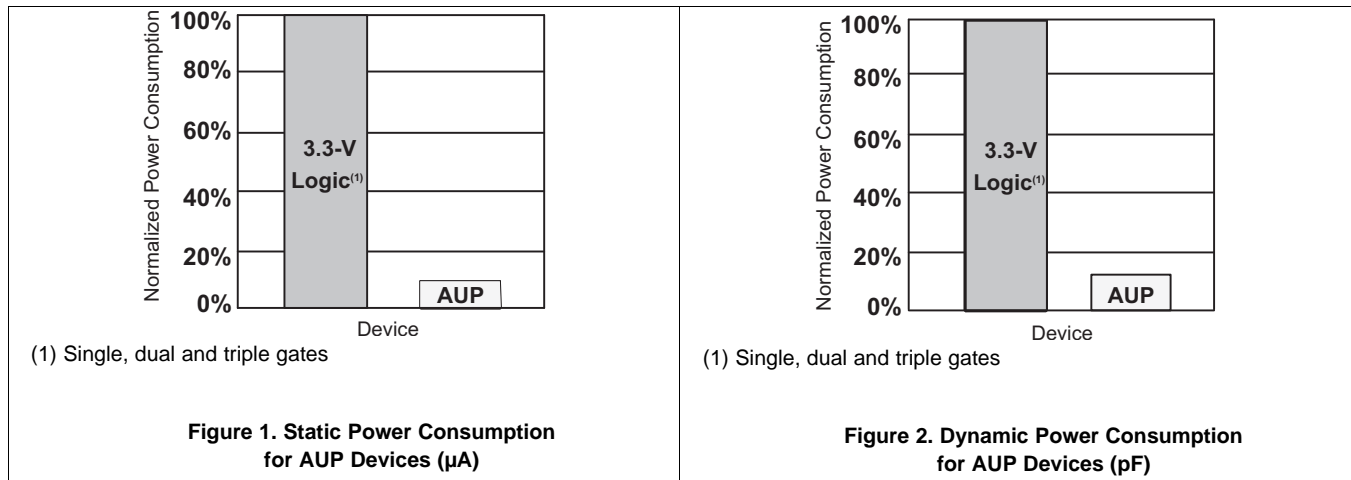 Normalized Power Consumption
100%
80%
60%
40%
20%
0%
3.3-V
Logic(1)
AUP
Device
(1) Single, dual and triple gates
Figure 1. Static Power Consumption
for AUP Devices (µA)
Normalized Power Consumption
100%
80%
60%
40%
20%
0%
3.3-V
Logic(1)
AUP
Device
(1) Single, dual and triple gates
Figure 2. Dynamic Power Consumption
for AUP Devices (pF)